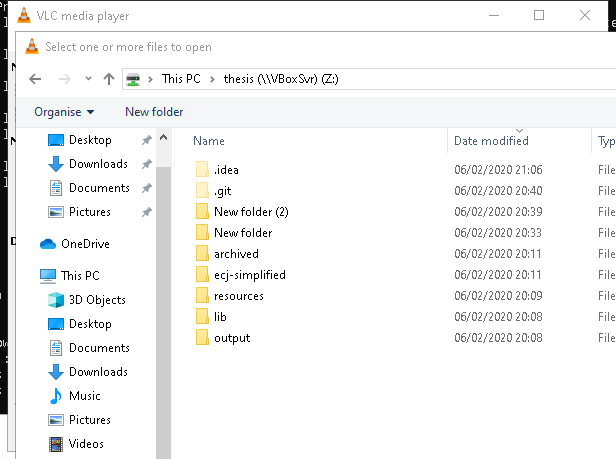 VLC media player
Select one or more files to open
This PC > thesis (\\VBoxSvr) (Z:)
Organise New folder
Name Date modified Typ
Desktop
Downloads
Documents
Pictures
OneDrive
This PC
3D Objects
Desktop
Documents
Downloads
Music
Pictures
Videos
.idea 06/02/2020 21:06 File
.git 06/02/2020 20:40 File
New folder (2) 06/02/2020 20:39 File
New folder 06/02/2020 20:33 File
archived 06/02/2020 20:11 File
ecj-simplified 06/02/2020 20:11 File
resources 06/02/2020 20:09 File
lib 06/02/2020 20:08 File
output 06/02/2020 20:08 File